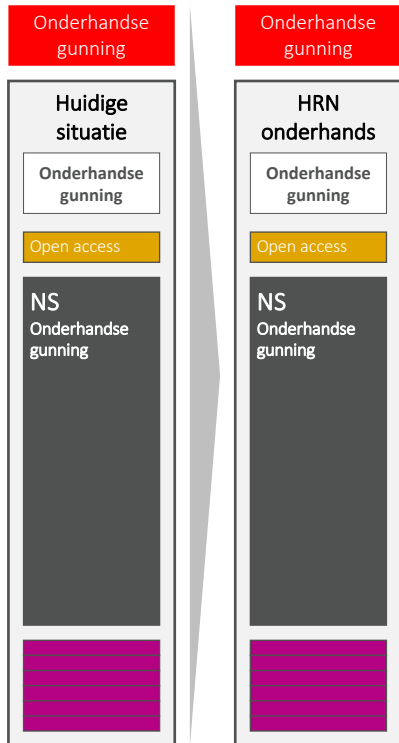 Onderhandse
gunning
Huidige
situatie
Onderhandse
gunning
Open access
NS
Onderhandse
gunning
Onderhandse
gunning
HRN
onderhands
Onderhandse
gunning
Open access
NS
Onderhandse
gunning